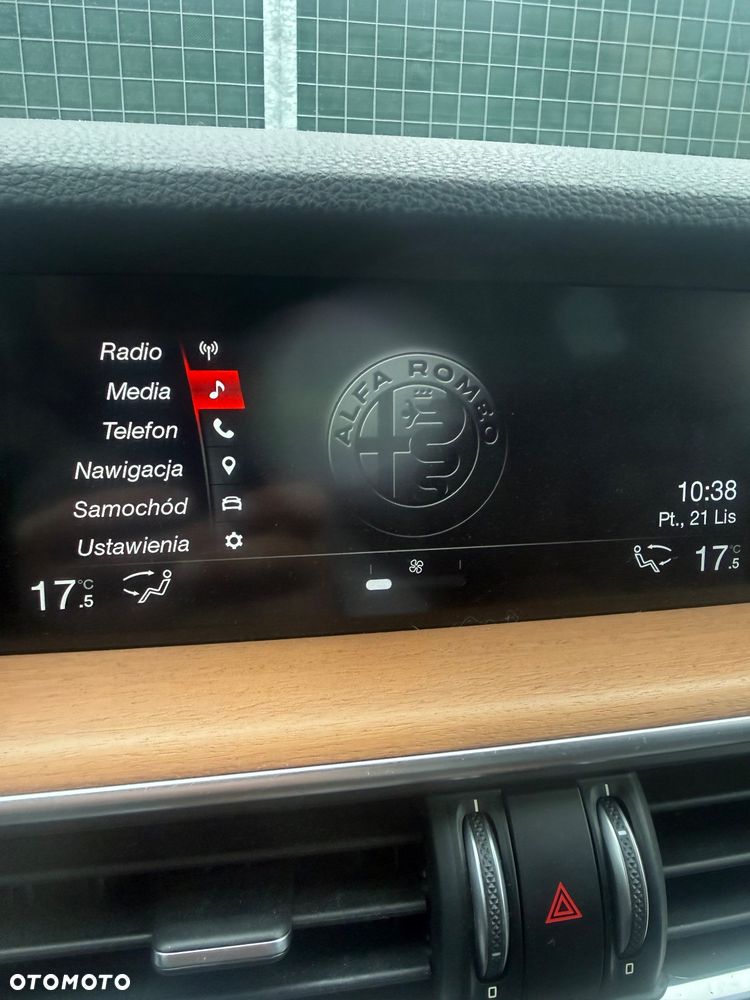 Radio
Media
Telefon
Nawigacja
Samochód
Ustawienia
ALFA ROMEO
10:38
Pt., 21 Lis
17.5 °C
17.5 °C
OTOMOTO